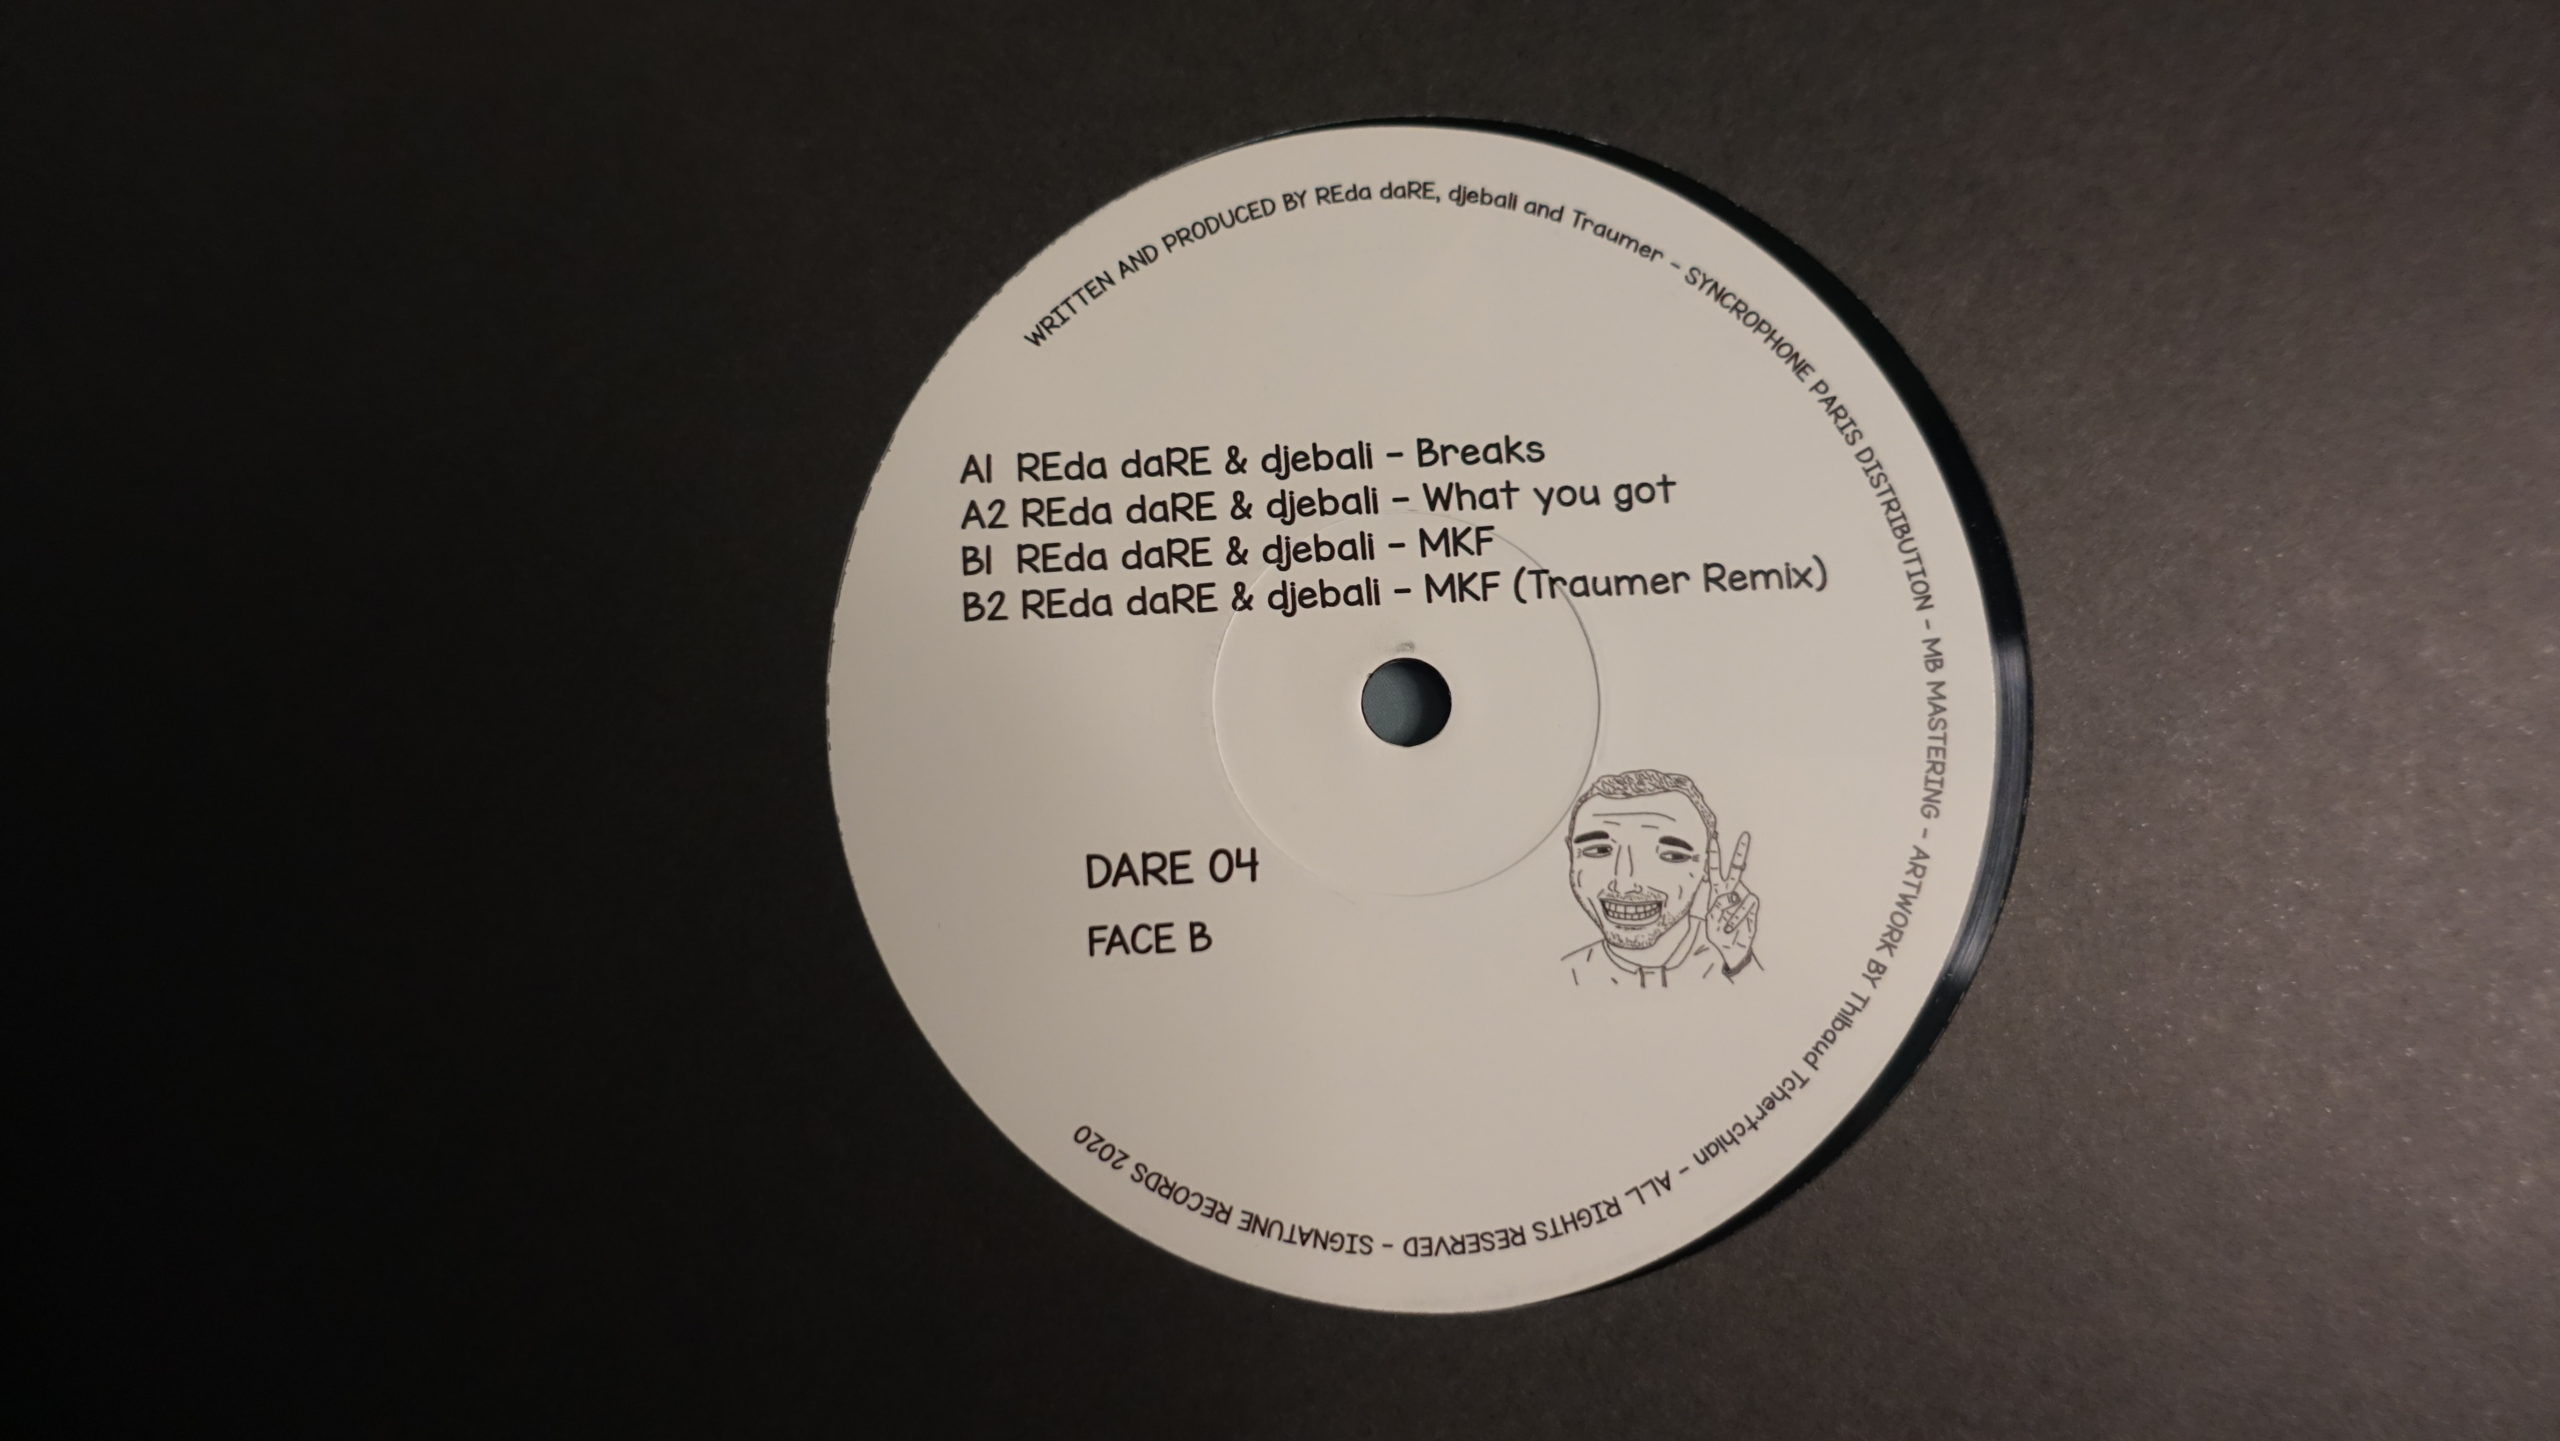 WRITTEN AND PRODUCED BY REda daRE, djebali and Traumer - SYNCROPHONE PARIS DISTRIBUTION - MB MASTERING - ARTWORK BY Thibaud Tchertchian - ALL RIGHTS RESERVED - SIGNATUNE RECORDS 2020
A1 REda daRE & djebali - Breaks
A2 REda daRE & djebali - What you got
B1 REda daRE & djebali - MKF
B2 REda daRE & djebali - MKF (Traumer Remix)
DARE 04
FACE B